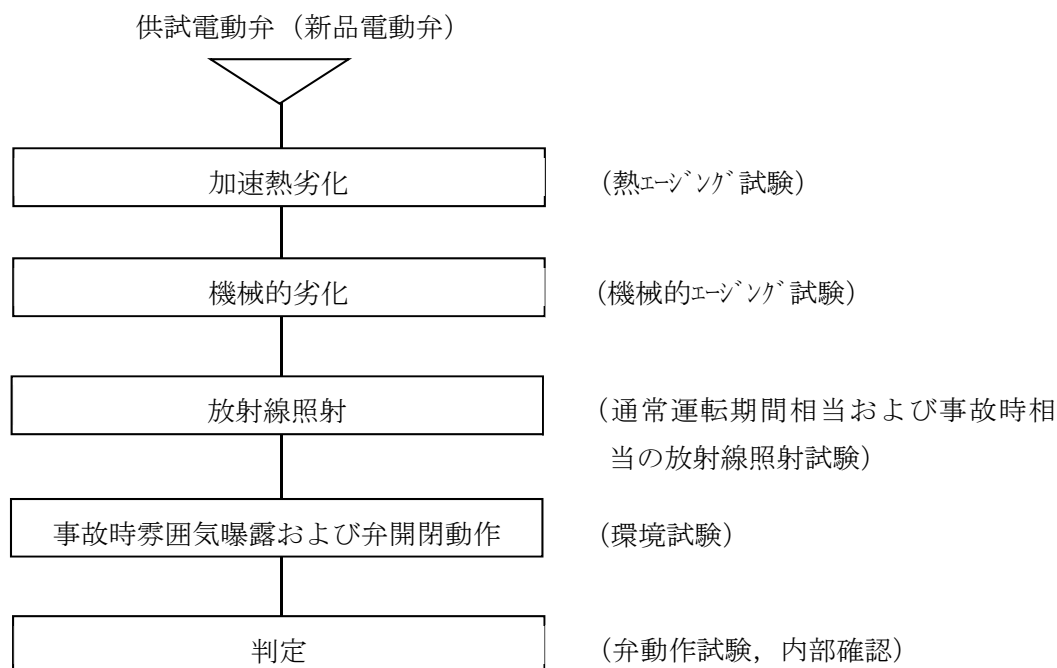 供試電動弁（新品電動弁）
加速熱劣化
（熱ｴｰｼﾞﾝｸﾞ試験）
機械的劣化
（機械的ｴｰｼﾞﾝｸﾞ試験）
放射線照射
（通常運転期間相当および事故時相
当の放射線照射試験）
事故時雰囲気曝露および弁開閉動作
（環境試験）
判定
（弁動作試験，内部確認）